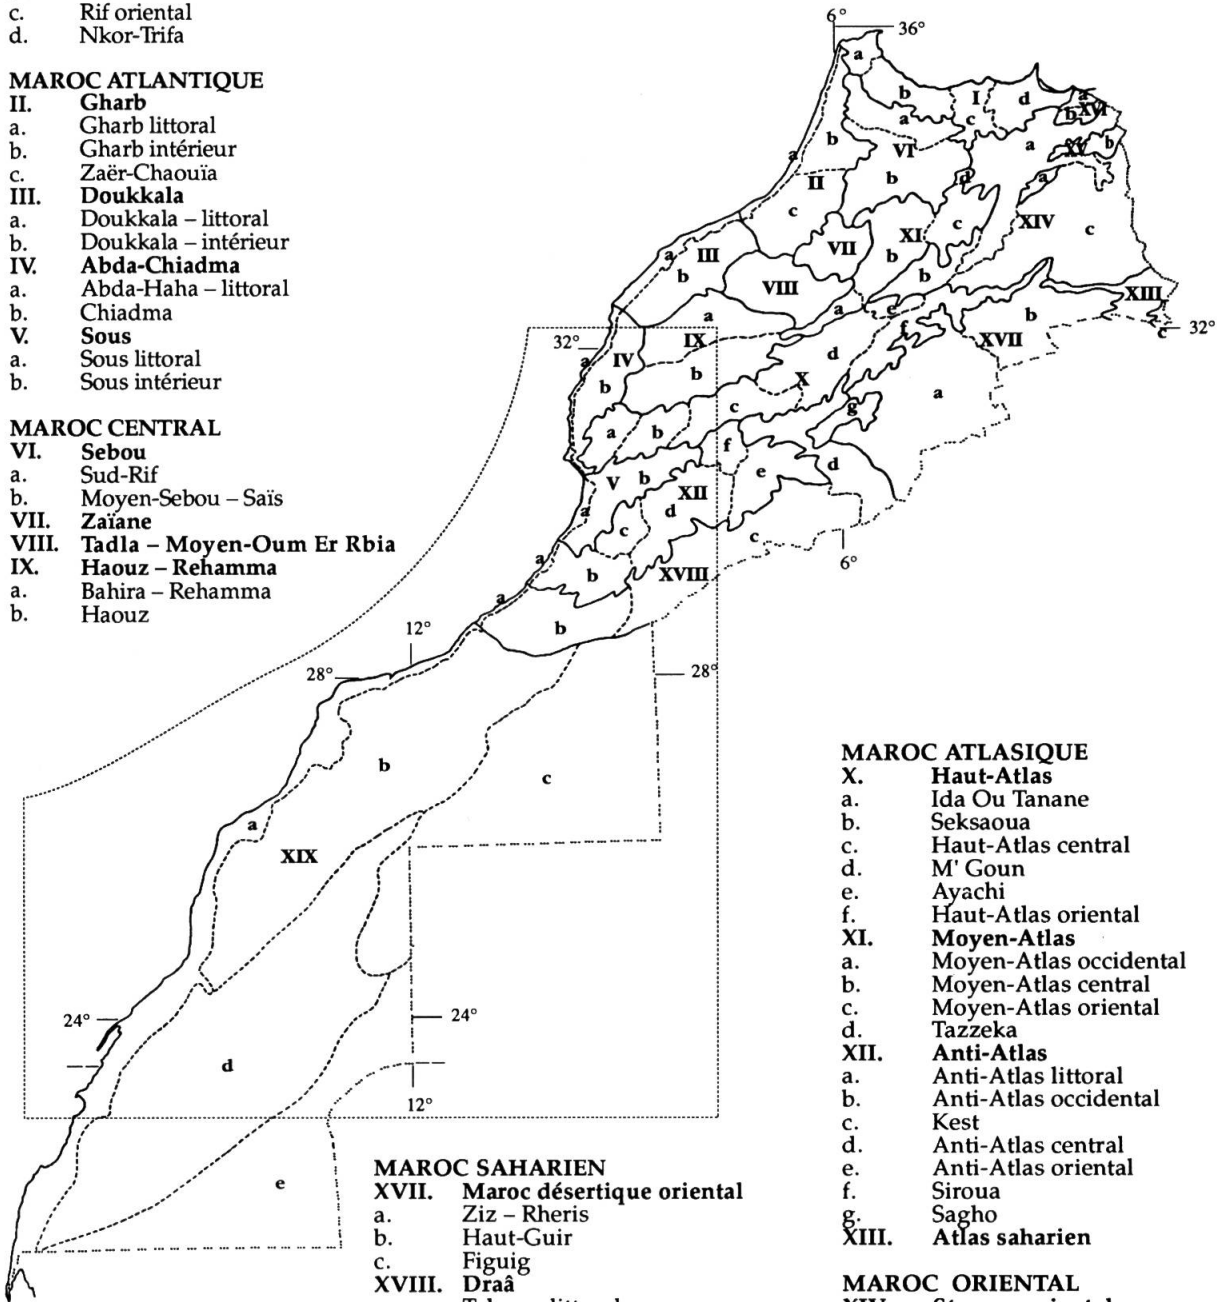 c. Rif oriental
d. Nkor-Trifa
MAROC ATLANTIQUE
II. Gharb
a. Gharb littoral
b. Gharb intérieur
c. Zaër-Chaouïa
III. Doukkala
a. Doukkala – littoral
b. Doukkala – intérieur
IV. Abda-Chiadma
a. Abda-Haha – littoral
b. Chiadma
V. Sous
a. Sous littoral
b. Sous intérieur
MAROC CENTRAL
VI. Sebou
a. Sud-Rif
b. Moyen-Sebou – Saïs
VII. Zaïane
VIII. Tadla – Moyen-Oum Er Rbia
IX. Haouz – Rehamma
a. Bahira – Rehamma
b. Haouz
6°
36°
a
b I d a
a c b XVI
b VI a XV b
a
II b d a
c XI c XIV c
III VII
a b b
b VIII XIII
a a e b
32° IX f XVII c 32°
a IV d
b b X a
c g
a b f
V b e d
XII
a c d
a c
b XVIII 6°
a
b
12°
28° 28°
b c
a
XIX
24° 24°
d
12°
e
MAROC SAHARIEN
XVII. Maroc désertique oriental
a. Ziz – Rheris
b. Haut-Guir
c. Figuig
XVIII. Draâ
MAROC ATLASIQUE
X. Haut-Atlas
a. Ida Ou Tanane
b. Seksaoua
c. Haut-Atlas central
d. M' Goun
e. Ayachi
f. Haut-Atlas oriental
XI. Moyen-Atlas
a. Moyen-Atlas occidental
b. Moyen-Atlas central
c. Moyen-Atlas oriental
d. Tazzeka
XII. Anti-Atlas
a. Anti-Atlas littoral
b. Anti-Atlas occidental
c. Kest
d. Anti-Atlas central
e. Anti-Atlas oriental
f. Siroua
g. Sagho
XIII. Atlas saharien
MAROC ORIENTAL